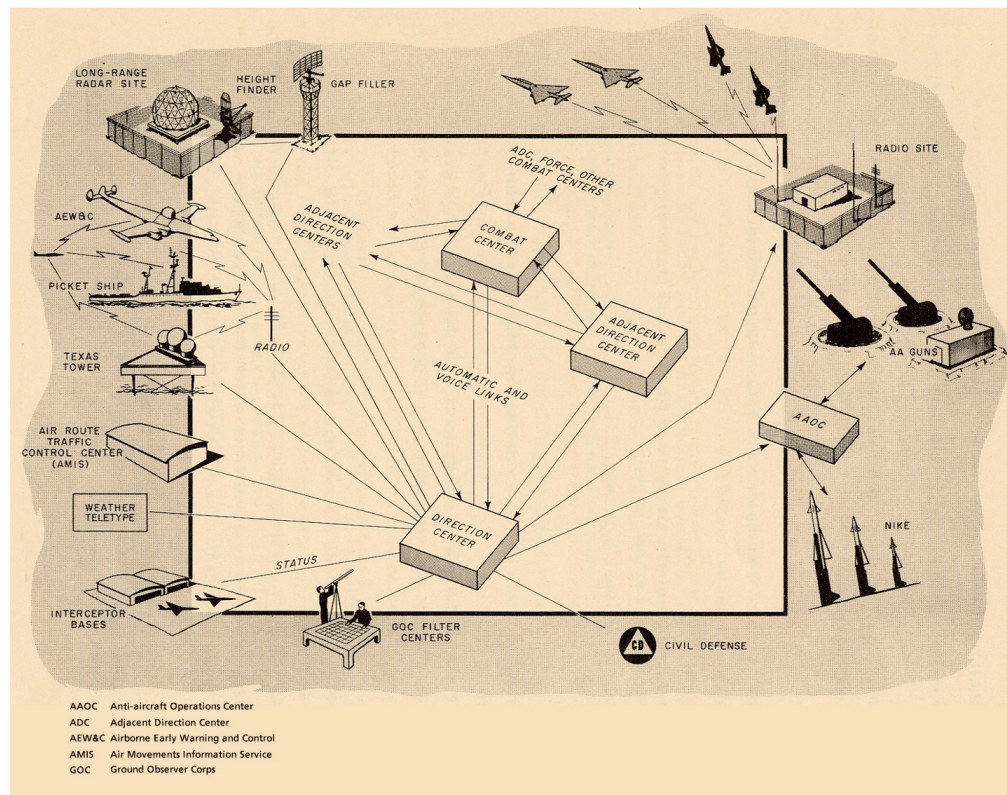 LONG-RANGE
RADAR SITE
HEIGHT
FINDER
GAP FILLER
RADIO SITE
ADC, FORCE, OTHER
COMBAT CENTERS
AEW&C
ADJACENT
DIRECTION
CENTERS
COMBAT
CENTER
PICKET SHIP
RADIO
ADJACENT
DIRECTION
CENTER
AA GUNS
TEXAS
TOWER
AUTOMATIC AND
VOICE LINKS
AAOC
AIR ROUTE
TRAFFIC
CONTROL CENTER
(AMIS)
WEATHER
TELETYPE
DIRECTION
CENTER
NIKE
STATUS
INTERCEPTOR
BASES
GOC FILTER
CENTERS
CD
CIVIL DEFENSE
AAOC Anti-aircraft Operations Center
ADC Adjacent Direction Center
AEW&C Airborne Early Warning and Control
AMIS Air Movements Information Service
GOC Ground Observer Corps